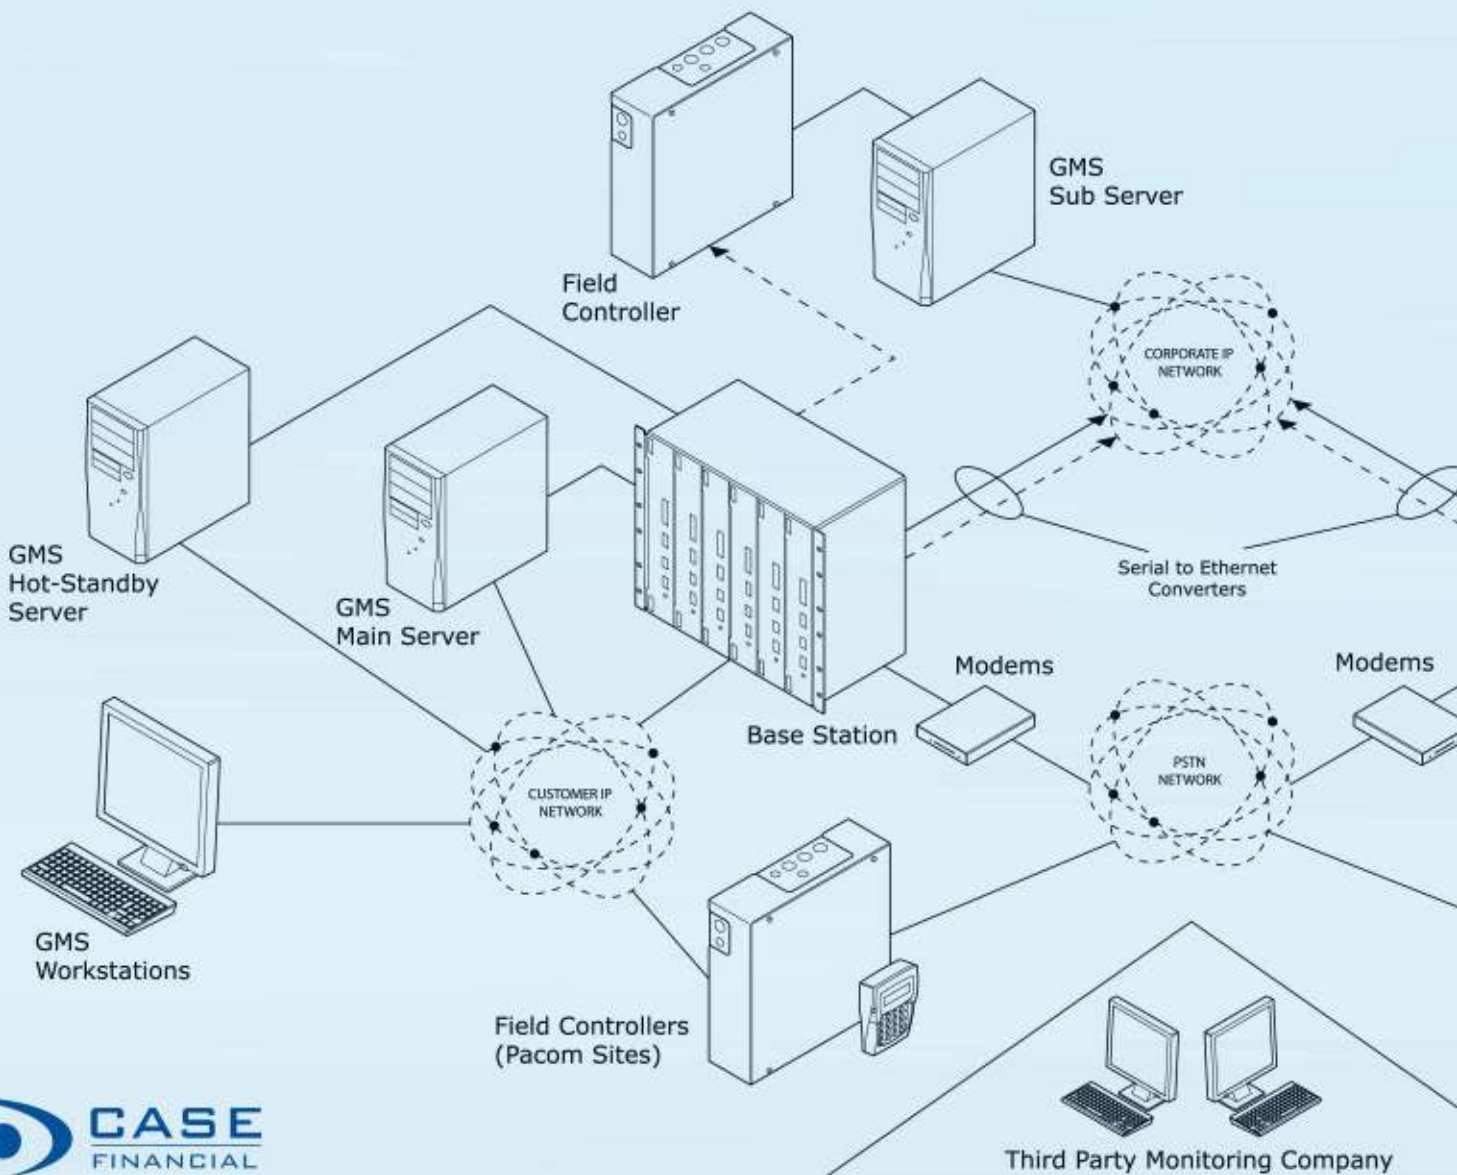 GMS
Sub Server
Field
Controller
CORPORATE IP
NETWORK
GMS
Hot-Standby
Server
GMS
Main Server
Serial to Ethernet
Converters
Modems
Modems
Base Station
PSTN
NETWORK
CUSTOMER IP
NETWORK
GMS
Workstations
Field Controllers
(Pacom Sites)
CASE
FINANCIAL
Third Party Monitoring Company